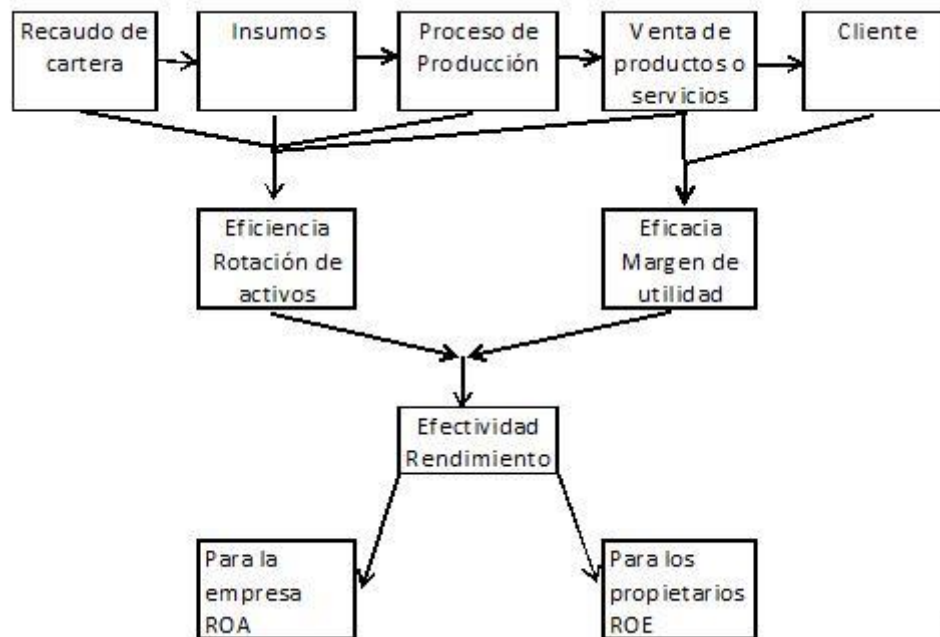 Recaudo de
cartera
Insumos
Proceso de
Producción
Venta de
productos o
servicios
Cliente
Eficiencia
Rotación de
activos
Eficacia
Margen de
utilidad
Efectividad
Rendimiento
Para la
empresa
ROA
Para los
propietarios
ROE